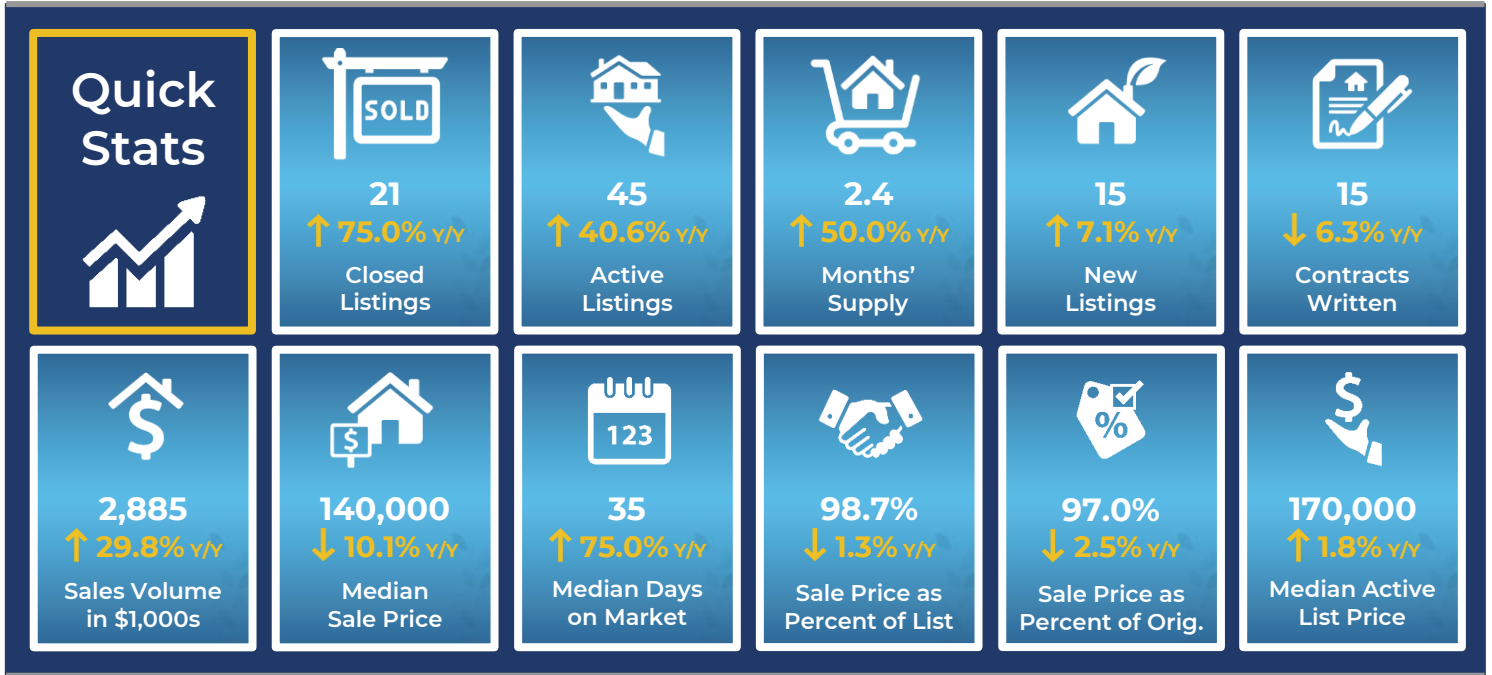 Quick
Stats
SOLD
21
↑ 75.0% Y/Y
Closed
Listings
45
↑ 40.6% Y/Y
Active
Listings
2.4
↑ 50.0% Y/Y
Months’
Supply
15
↑ 7.1% Y/Y
New
Listings
15
↓ 6.3% Y/Y
Contracts
Written
$
2,885
↑ 29.8% Y/Y
Sales Volume
in $1,000s
$
140,000
↓ 10.1% Y/Y
Median
Sale Price
123
35
↑ 75.0% Y/Y
Median Days
on Market
98.7%
↓ 1.3% Y/Y
Sale Price as
Percent of List
%
97.0%
↓ 2.5% Y/Y
Sale Price as
Percent of Orig.
$
170,000
↑ 1.8% Y/Y
Median Active
List Price